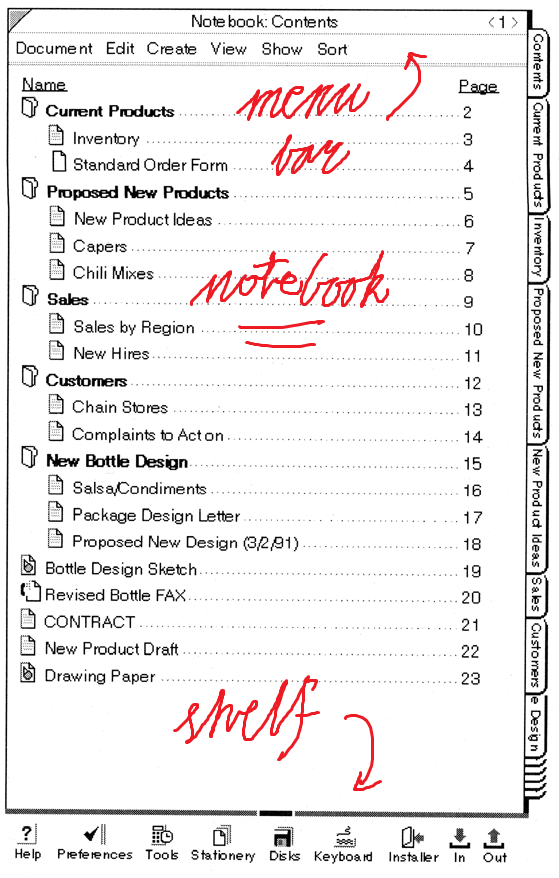 Notebook: Contents <1>
Document Edit Create View Show Sort
Name Page
Current Products 2
menu
Inventory 3
bar
Standard Order Form 4
Proposed New Products 5
New Product Ideas 6
Capers 7
Chili Mixes 8
notebook
Sales 9
Sales by Region 10
New Hires 11
Customers 12
Chain Stores 13
Complaints to Act on 14
New Bottle Design 15
Salsa/Condiments 16
Package Design Letter 17
Proposed New Design (3/2/91) 18
Bottle Design Sketch 19
Revised Bottle FAX 20
CONTRACT 21
New Product Draft 22
Drawing Paper 23
shelf
Contents
Current Products
Inventory
Proposed New Products
New Product Ideas
Sales
Customers
e Design
? Help Preferences Tools Stationery Disks Keyboard Installer In Out